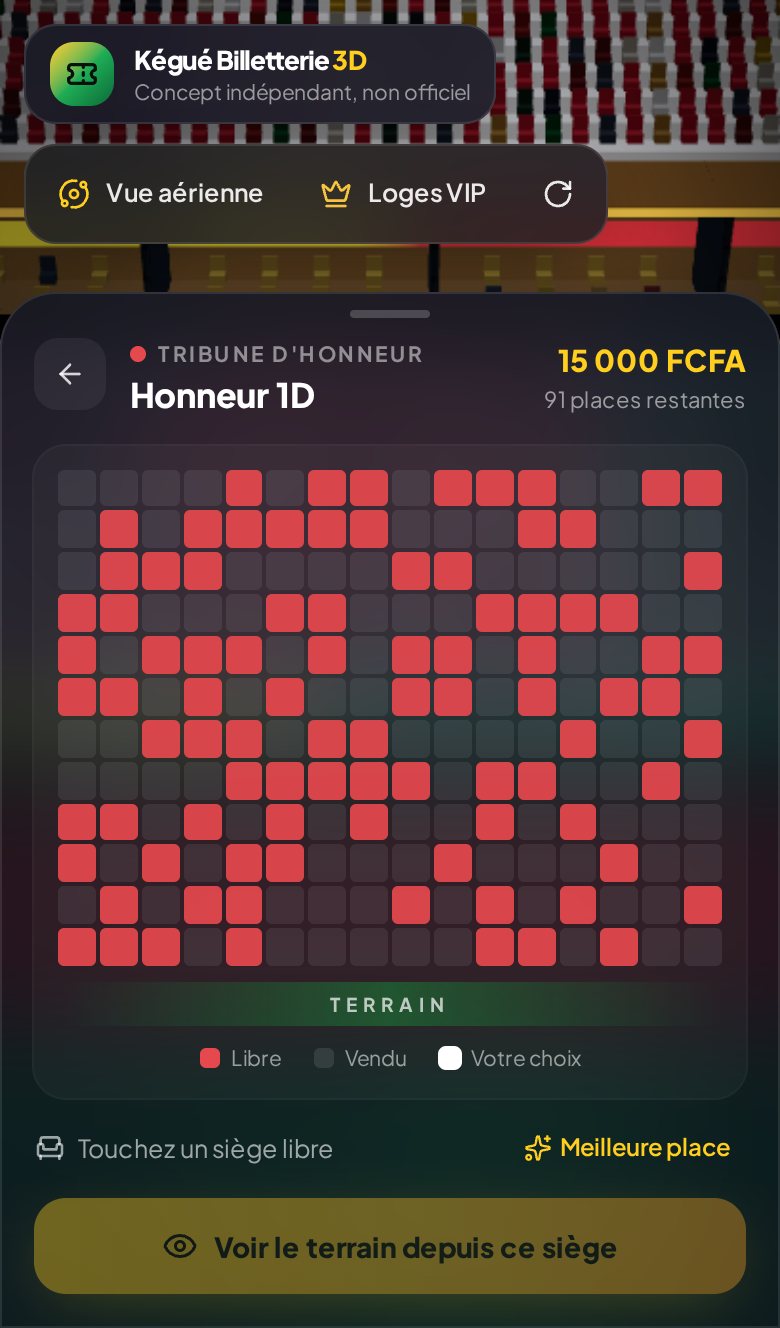 Kégué Billetterie 3D
Concept indépendant, non officiel
Vue aérienne
Loges VIP
TRIBUNE D'HONNEUR
Honneur 1D
15 000 FCFA
91 places restantes
TERRAIN
Libre
Vendu
Votre choix
Touchez un siège libre
Meilleure place
Voir le terrain depuis ce siège